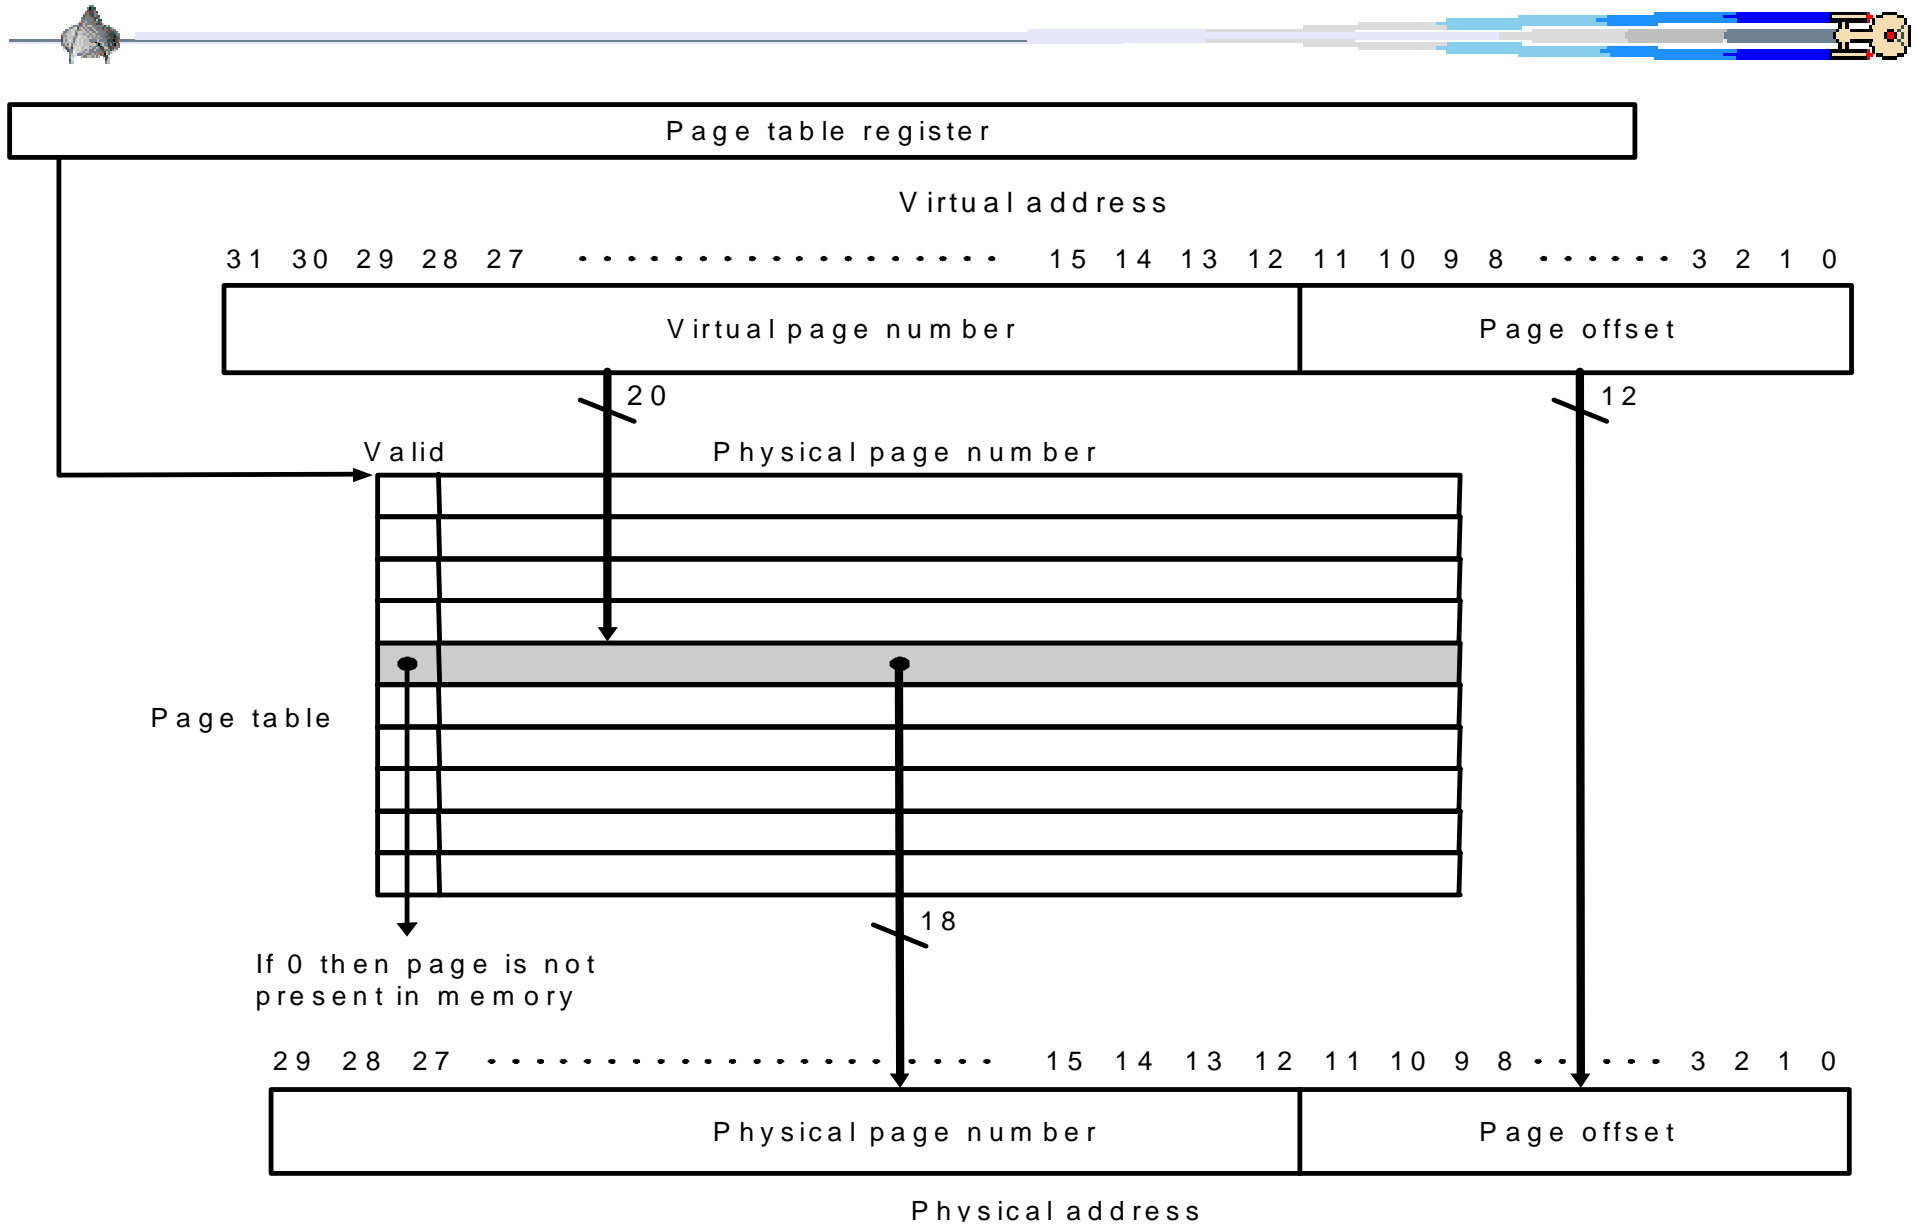 Page table register
Virtual address
31 30 29 28 27 ·················· 15 14 13 12 11 10 9 8 ······ 3 2 1 0
Virtual page number Page offset
20 12
Valid Physical page number
Page table
18
If 0 then page is not
present in memory
29 28 27 ······················ 15 14 13 12 11 10 9 8 ······ 3 2 1 0
Physical page number Page offset
Physical address